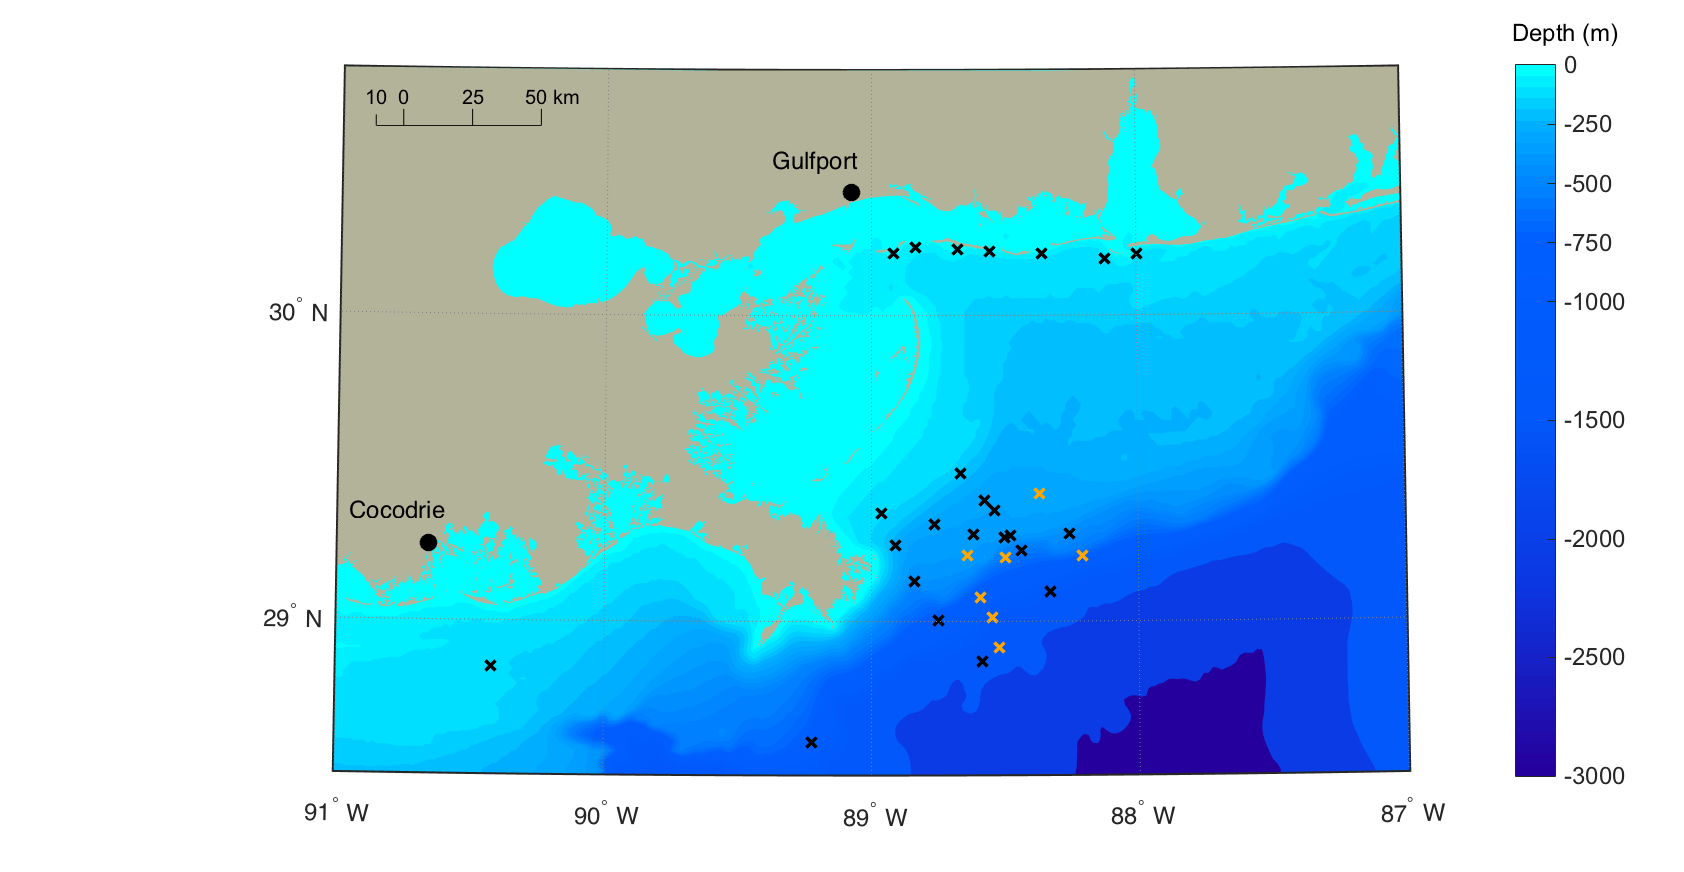 Depth (m)
0
-250
-500
-750
-1000
-1500
-2000
-2500
-3000
10 0 25 50 km
Gulfport
30° N
Cocodrie
29° N
91° W 90° W 89° W 88° W 87° W